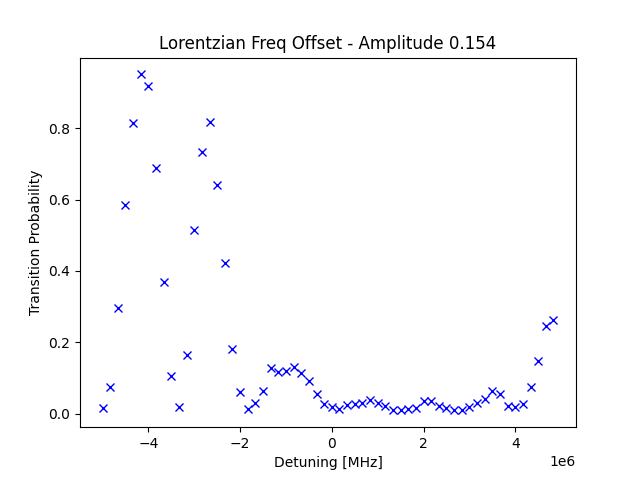 Lorentzian Freq Offset - Amplitude 0.154
Transition Probability
0.8
0.6
0.4
0.2
0.0
−4
−2
0
2
4
1e6
Detuning [MHz]